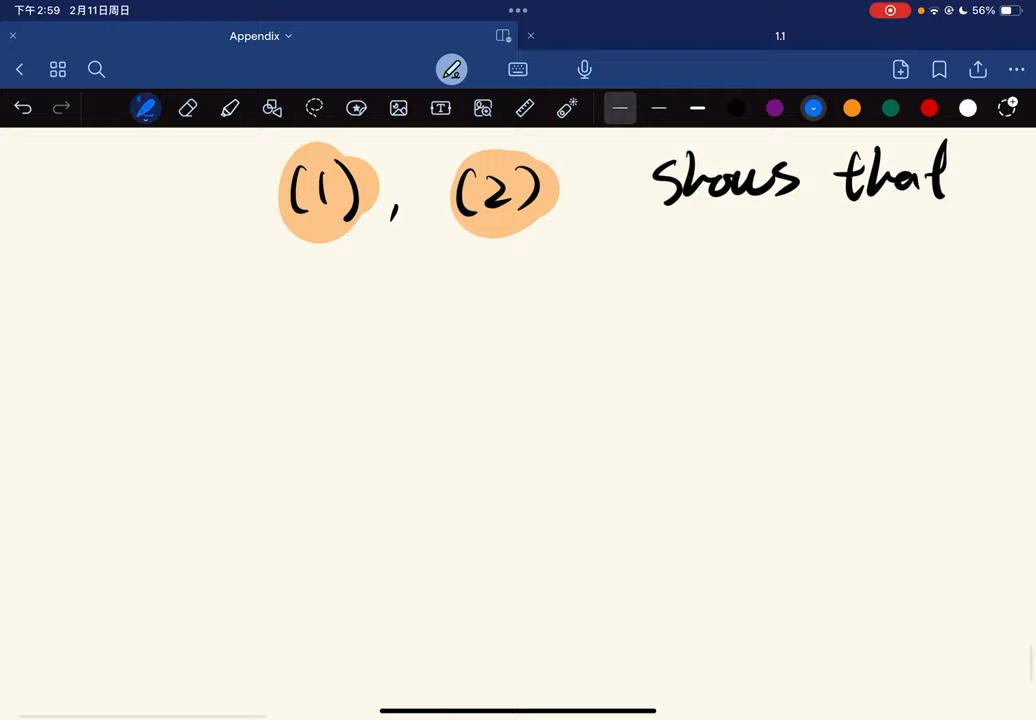 下午2:59 2月11日周日 56%
Appendix 1.1
(1), (2) shows that